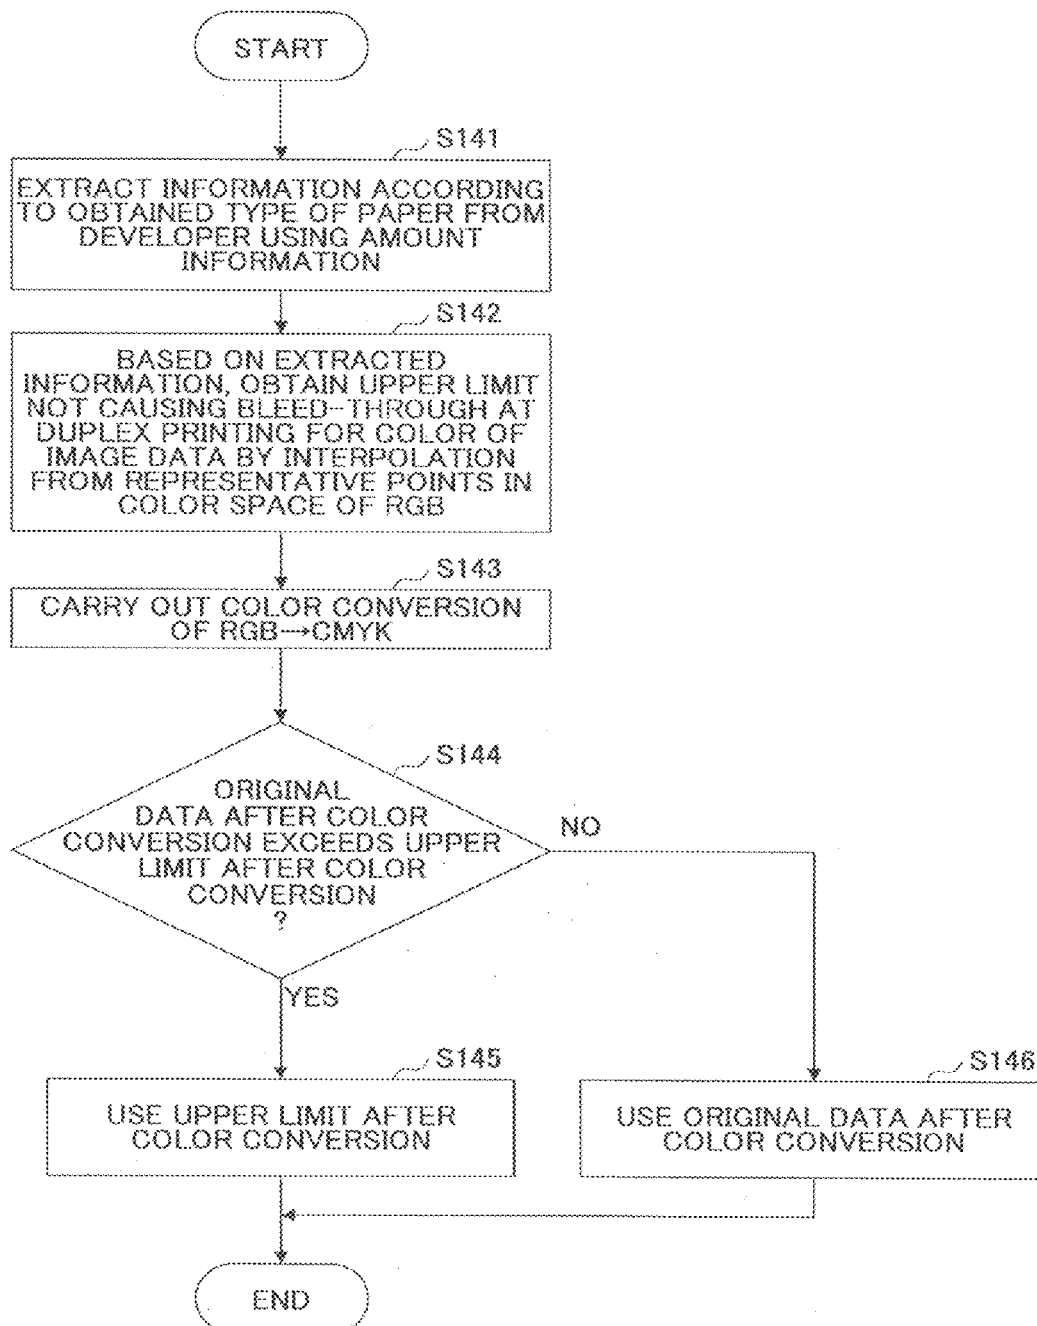 START
S141
EXTRACT INFORMATION ACCORDING
TO OBTAINED TYPE OF PAPER FROM
DEVELOPER USING AMOUNT
INFORMATION
S142
BASED ON EXTRACTED
INFORMATION, OBTAIN UPPER LIMIT
NOT CAUSING BLEED-THROUGH AT
DUPLEX PRINTING FOR COLOR OF
IMAGE DATA BY INTERPOLATION
FROM REPRESENTATIVE POINTS IN
COLOR SPACE OF RGB
S143
CARRY OUT COLOR CONVERSION
OF RGB→CMYK
S144
ORIGINAL
DATA AFTER COLOR
CONVERSION EXCEEDS UPPER
LIMIT AFTER COLOR
CONVERSION
?
NO
YES
S145
USE UPPER LIMIT AFTER
COLOR CONVERSION
S146
USE ORIGINAL DATA AFTER
COLOR CONVERSION
END